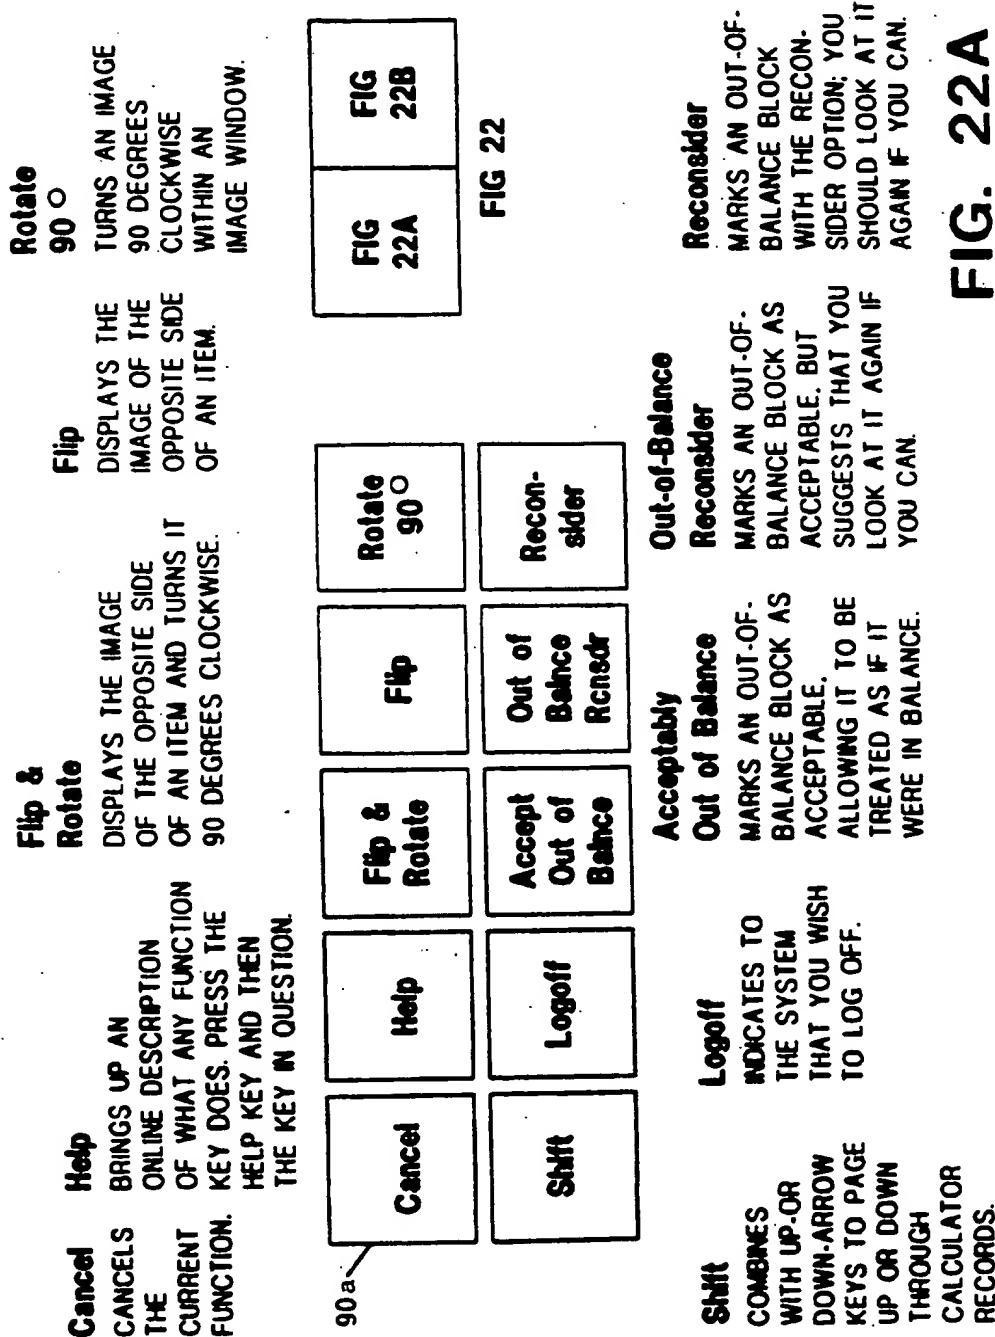 Cancel
CANCELS
THE
CURRENT
FUNCTION.
Help
BRINGS UP AN
ONLINE DESCRIPTION
OF WHAT ANY FUNCTION
KEY DOES. PRESS THE
HELP KEY AND THEN
THE KEY IN QUESTION.
Flip &
Rotate
DISPLAYS THE IMAGE
OF THE OPPOSITE SIDE
OF AN ITEM AND TURNS IT
90 DEGREES CLOCKWISE.
Flip
DISPLAYS THE
IMAGE OF THE
OPPOSITE SIDE
OF AN ITEM.
Rotate
90°
TURNS AN IMAGE
90 DEGREES
CLOCKWISE
WITHIN AN
IMAGE WINDOW.
90a
Cancel
Help
Flip &
Rotate
Flip
Rotate
90°
Shift
Logoff
Accept
Out of
Balnce
Out of
Balnce
Rcnsdr
Recon-
sider
FIG
22A
FIG
22B
FIG 22
Shift
COMBINES
WITH UP-OR
DOWN-ARROW
KEYS TO PAGE
UP OR DOWN
THROUGH
CALCULATOR
RECORDS.
Logoff
INDICATES TO
THE SYSTEM
THAT YOU WISH
TO LOG OFF.
Acceptably
Out of Balance
MARKS AN OUT-OF-
BALANCE BLOCK AS
ACCEPTABLE,
ALLOWING IT TO BE
TREATED AS IF IT
WERE IN BALANCE.
Out-of-Balance
Reconsider
MARKS AN OUT-OF-
BALANCE BLOCK AS
ACCEPTABLE. BUT
SUGGESTS THAT YOU
LOOK AT IT AGAIN IF
YOU CAN.
Reconsider
MARKS AN OUT-OF-
BALANCE BLOCK
WITH THE RECON-
SIDER OPTION; YOU
SHOULD LOOK AT IT
AGAIN IF YOU CAN.
FIG. 22A